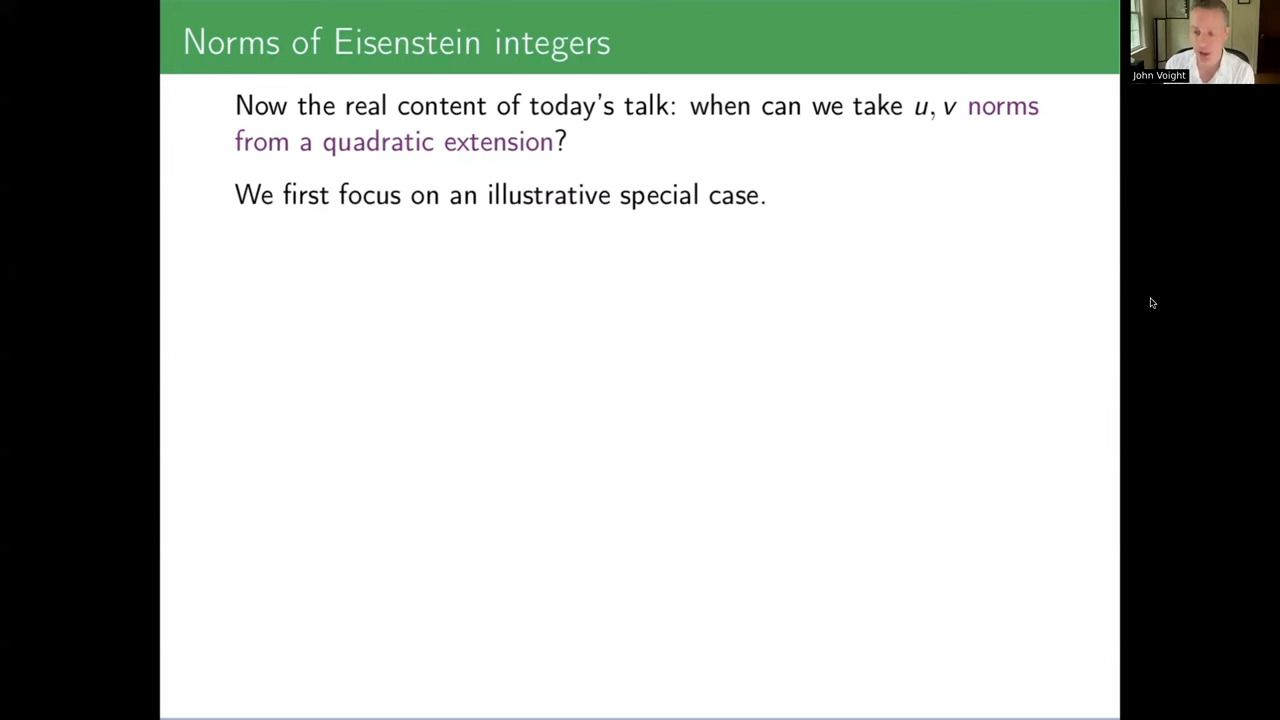 Norms of Eisenstein integers
Now the real content of today's talk: when can we take u, v norms
from a quadratic extension?
We first focus on an illustrative special case.
John Voight